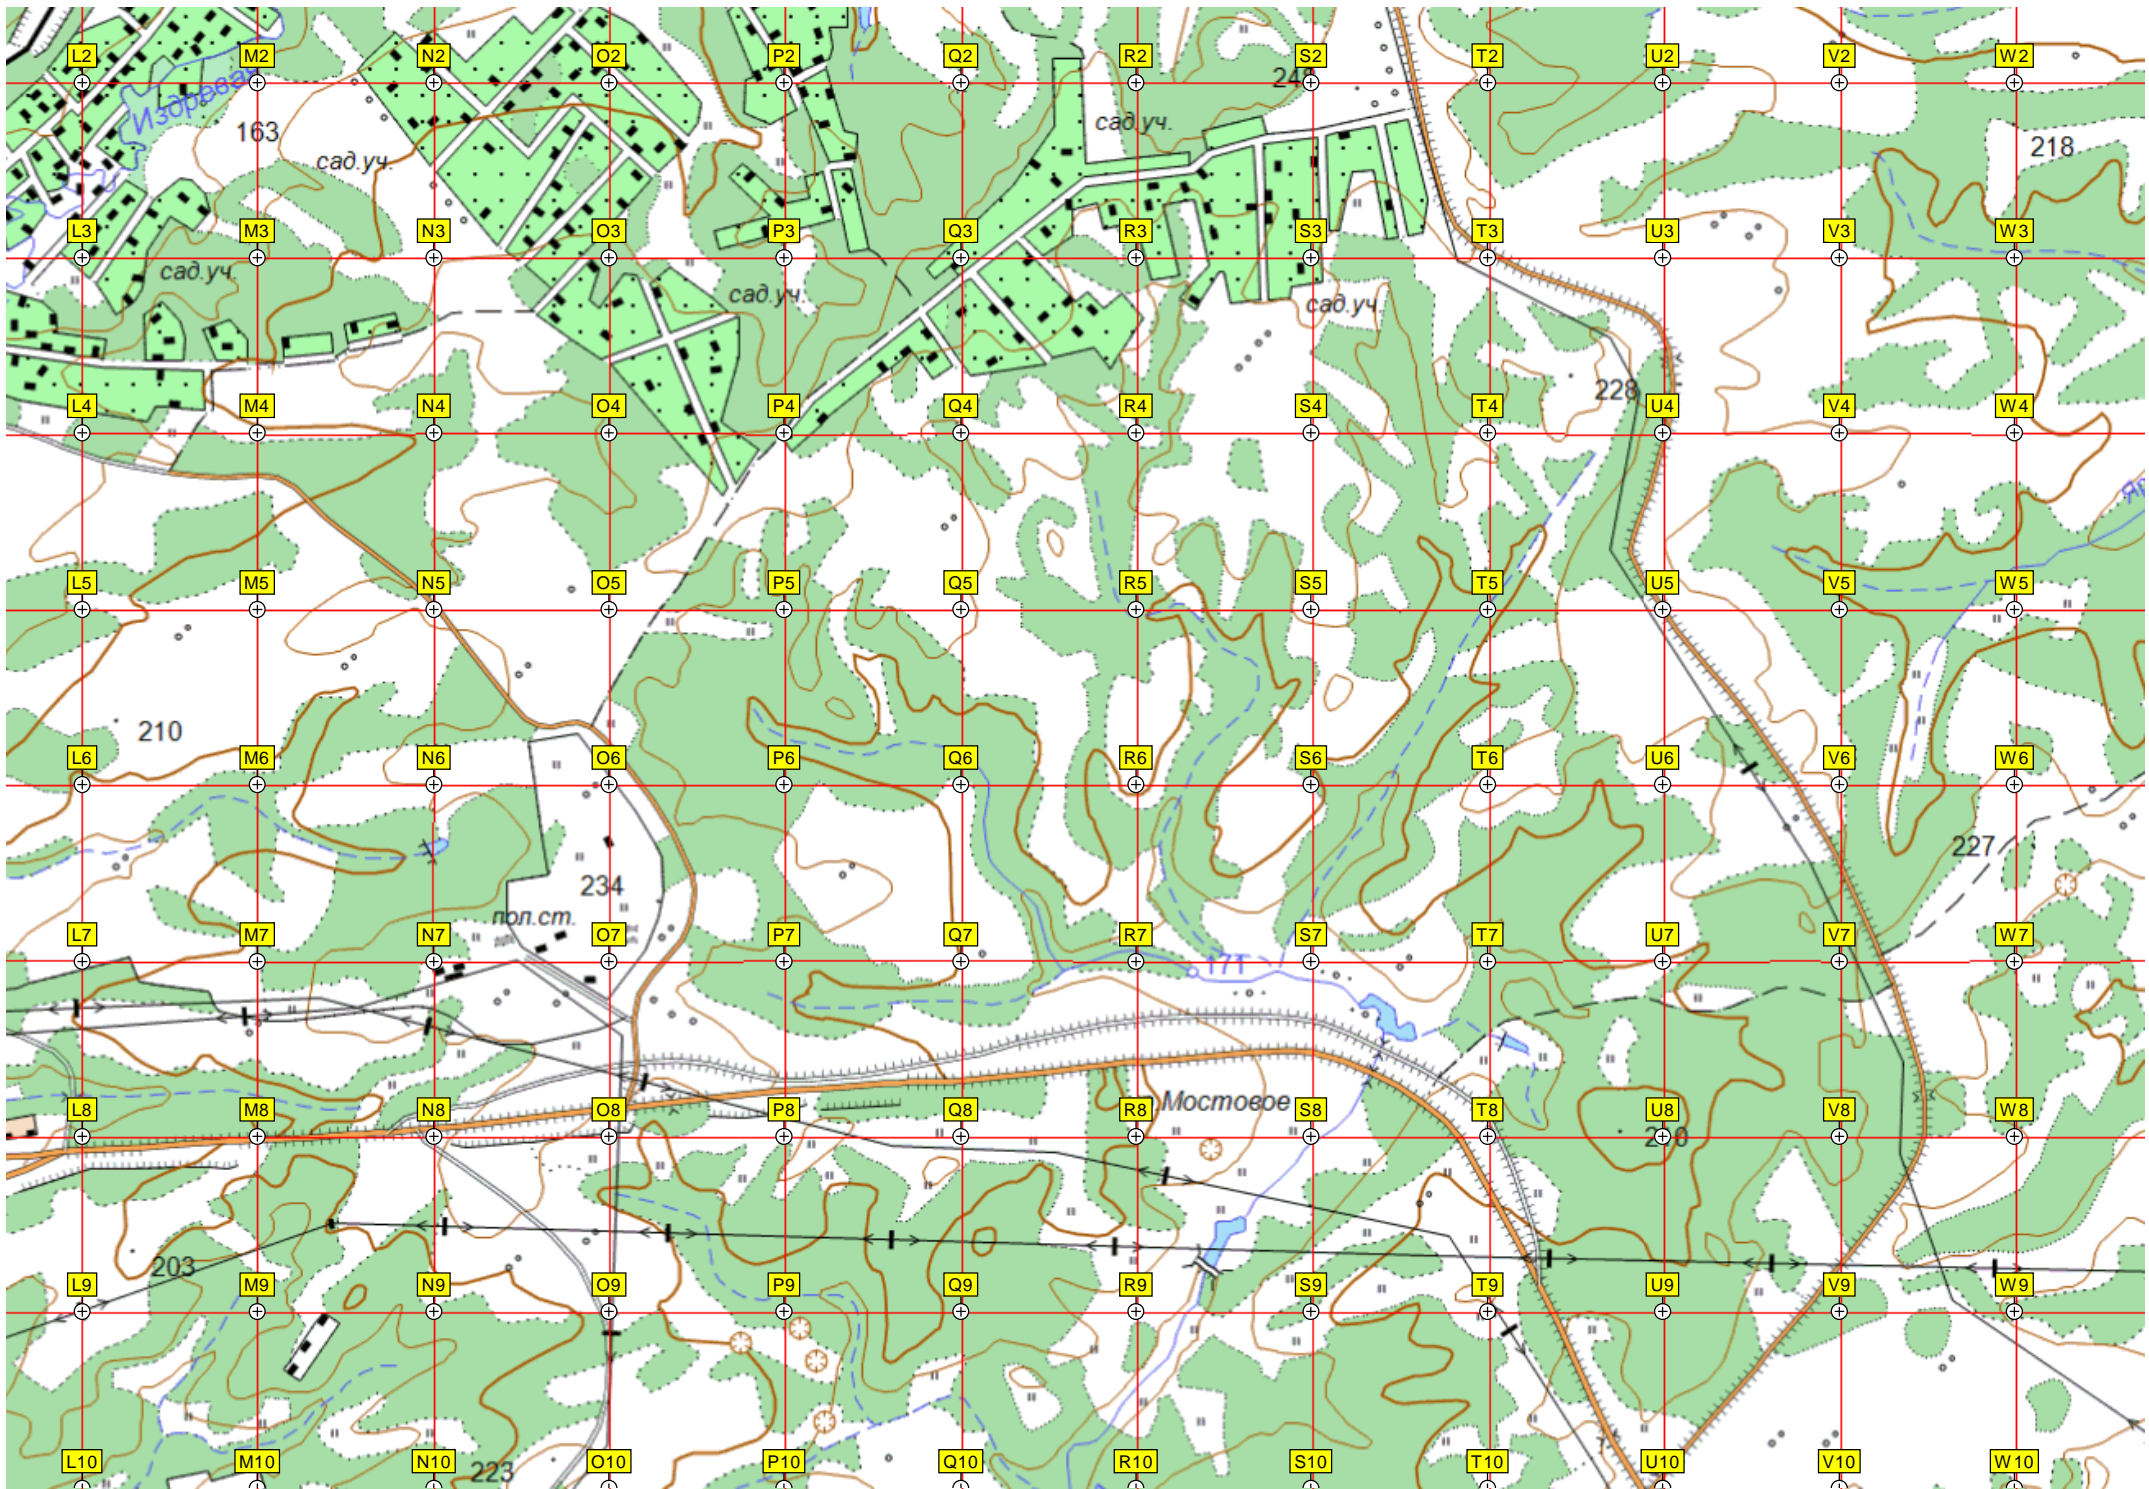 L2 M2 N2 O2 P2 Q2 R2 S2 T2 U2 V2 W2
Издревая
163
сад.уч.
сад.уч.
218
L3 M3 N3 O3 P3 Q3 R3 S3 T3 U3 V3 W3
сад.уч.
сад.уч.
сад.уч.
228
L4 M4 N4 O4 P4 Q4 R4 S4 T4 U4 V4 W4
L5 M5 N5 O5 P5 Q5 R5 S5 T5 U5 V5 W5
210
L6 M6 N6 O6 P6 Q6 R6 S6 T6 U6 V6 W6
227
234
пол.ст.
L7 M7 N7 O7 P7 Q7 R7 S7 T7 U7 V7 W7
171
Мостовое
L8 M8 N8 O8 P8 Q8 R8 S8 T8 U8 V8 W8
203
L9 M9 N9 O9 P9 Q9 R9 S9 T9 U9 V9 W9
L10 M10 N10 O10 P10 Q10 R10 S10 T10 U10 V10 W10
223